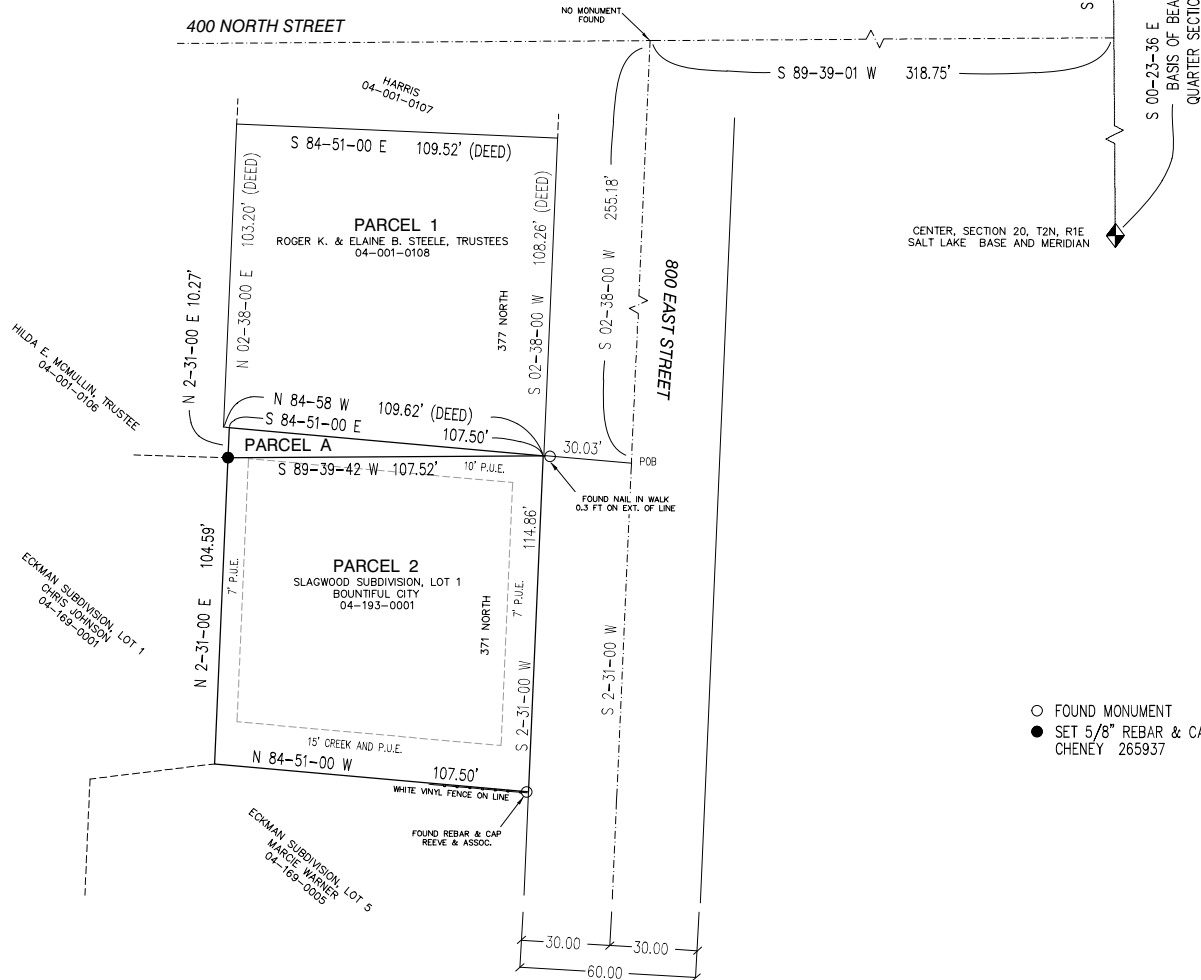 400 NORTH STREET
NO MONUMENT
FOUND
S 89-39-01 W 318.75'
S
S 00-23-36 E
BASIS OF BEA
QUARTER SECTIO
HARRIS
04-001-0107
S 84-51-00 E 109.52' (DEED)
N 02-38-00 E 103.20' (DEED)
PARCEL 1
ROGER K. & ELAINE B. STEELE, TRUSTEES
04-001-0108
377 NORTH
S 02-38-00 W 108.26' (DEED)
S 02-38-00 W 255.18'
800 EAST STREET
CENTER, SECTION 20, T2N, R1E
SALT LAKE BASE AND MERIDIAN
N 2-31-00 E 10.27'
HILDA E. MCMULLIN, TRUSTEE
04-001-0106
N 84-58 W 109.62' (DEED)
S 84-51-00 E 107.50'
PARCEL A
30.03'
POB
S 89-39-42 W 107.52'
10' P.U.E.
FOUND NAIL IN WALK
0.3 FT ON EXT. OF LINE
ECKMAN SUBDIVISION, LOT 1
CHRIS JOHNSON
04-169-0001
N 2-31-00 E 104.59'
7' P.U.E.
PARCEL 2
SLAGWOOD SUBDIVISION, LOT 1
BOUNTIFUL CITY
04-193-0001
371 NORTH
7' P.U.E.
S 2-31-00 W 114.86'
S 2-31-00 W
15' CREEK AND P.U.E.
N 84-51-00 W 107.50'
WHITE VINYL FENCE ON LINE
FOUND REBAR & CAP
REEVE & ASSOC.
ECKMAN SUBDIVISION, LOT 5
MARCIE WARNER
04-169-0005
FOUND MONUMENT
SET 5/8" REBAR & CA
CHENEY 265937
30.00 30.00
60.00